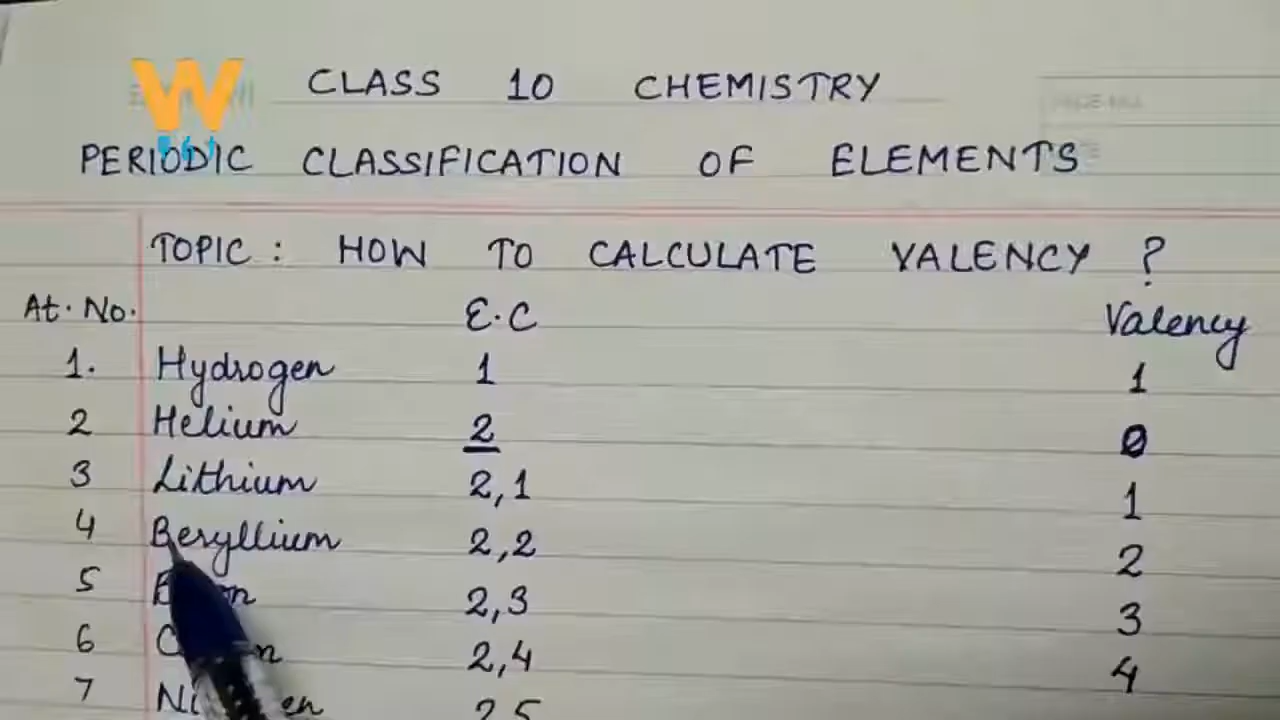 W
CLASS 10 CHEMISTRY
PERIODIC CLASSIFICATION OF ELEMENTS
TOPIC : HOW TO CALCULATE VALENCY ?
At. No. E.C Valency
1. Hydrogen 1 1
2 Helium 2 0
3 Lithium 2,1 1
4 Beryllium 2,2 2
5 2,3 3
6 2,4 4
7 2,5